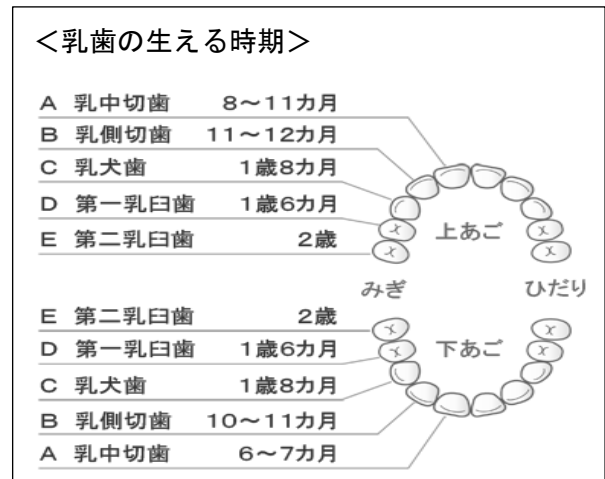 ＜乳歯の生える時期＞
A 乳中切歯 8～11カ月
B 乳側切歯 11～12カ月
C 乳犬歯 1歳8カ月
D 第一乳臼歯 1歳6カ月
E 第二乳臼歯 2歳
上あご
みぎ ひだり
E 第二乳臼歯 2歳
D 第一乳臼歯 1歳6カ月
下あご
C 乳犬歯 1歳8カ月
B 乳側切歯 10～11カ月
A 乳中切歯 6～7カ月